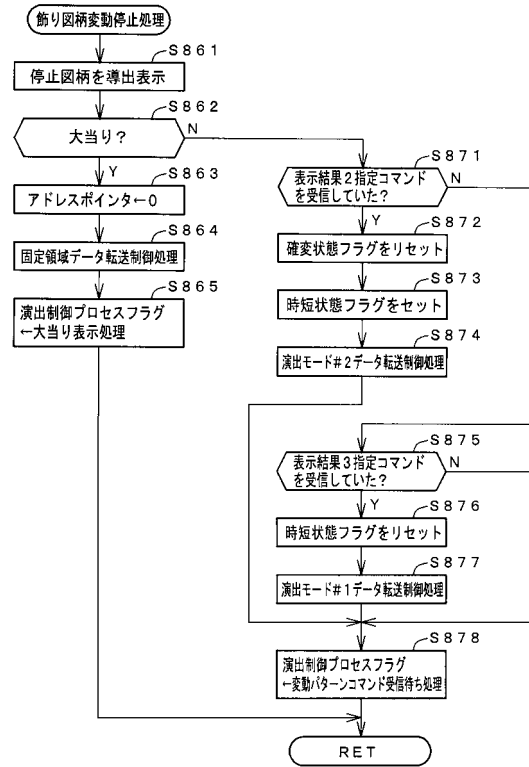 飾り図柄変動停止処理
S861
停止図柄を導出表示
S862
大当り?
N
Y
S863
アドレスポインタ←0
S864
固定領域データ転送制御処理
S865
演出制御プロセスフラグ
←大当り表示処理
S871
表示結果2指定コマンド
を受信していた?
N
Y
S872
確変状態フラグをリセット
S873
時短状態フラグをセット
S874
演出モード#2データ転送制御処理
S875
表示結果3指定コマンド
を受信していた?
N
Y
S876
時短状態フラグをリセット
S877
演出モード#1データ転送制御処理
S878
演出制御プロセスフラグ
←変動パターンコマンド受信待ち処理
RET